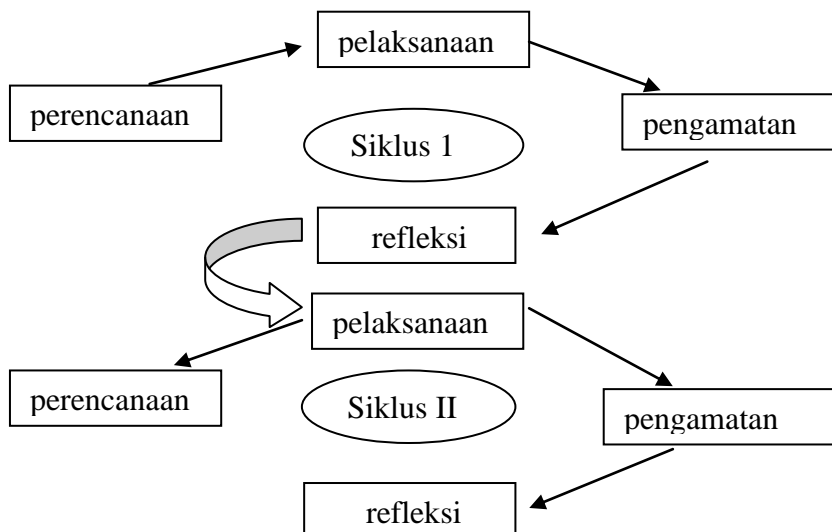 pelaksanaan
perencanaan
pengamatan
Siklus 1
refleksi
pelaksanaan
perencanaan
Siklus II
pengamatan
refleksi